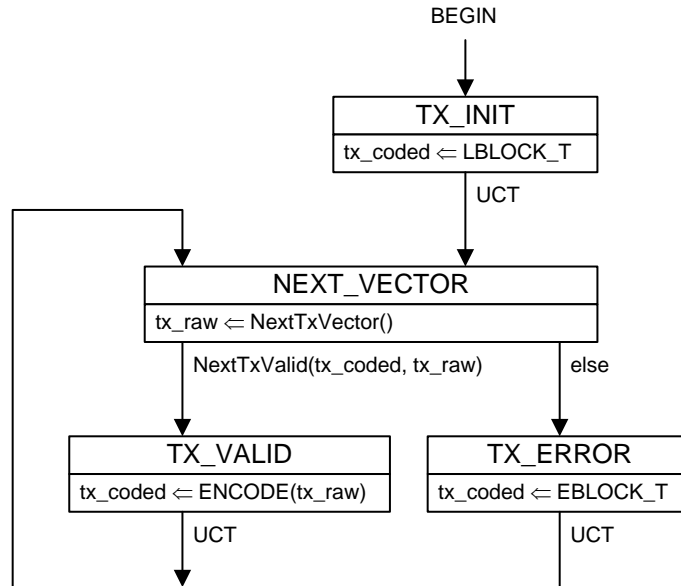 BEGIN
TX_INIT
tx_coded ⇐ LBLOCK_T
UCT
NEXT_VECTOR
tx_raw ⇐ NextTxVector()
NextTxValid(tx_coded, tx_raw) else
TX_VALID TX_ERROR
tx_coded ⇐ ENCODE(tx_raw) tx_coded ⇐ EBLOCK_T
UCT UCT